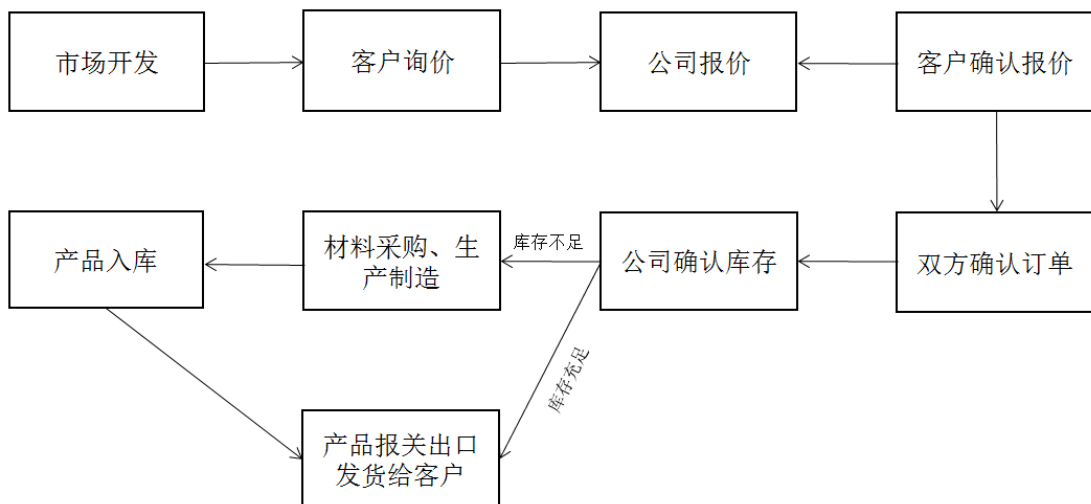 市场开发
客户询价
公司报价
客户确认报价
产品入库
材料采购、生
产制造
库存不足
公司确认库存
双方确认订单
库存充足
产品报关出口
发货给客户